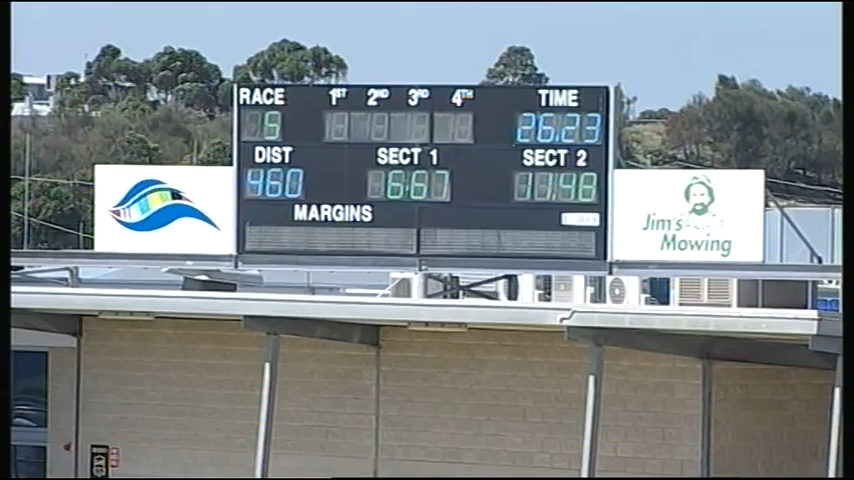 RACE 1ST 2ND 3RD 4TH TIME
5 26.23
DIST SECT 1 SECT 2
460 6.67 11.48
MARGINS
Jim's
Mowing